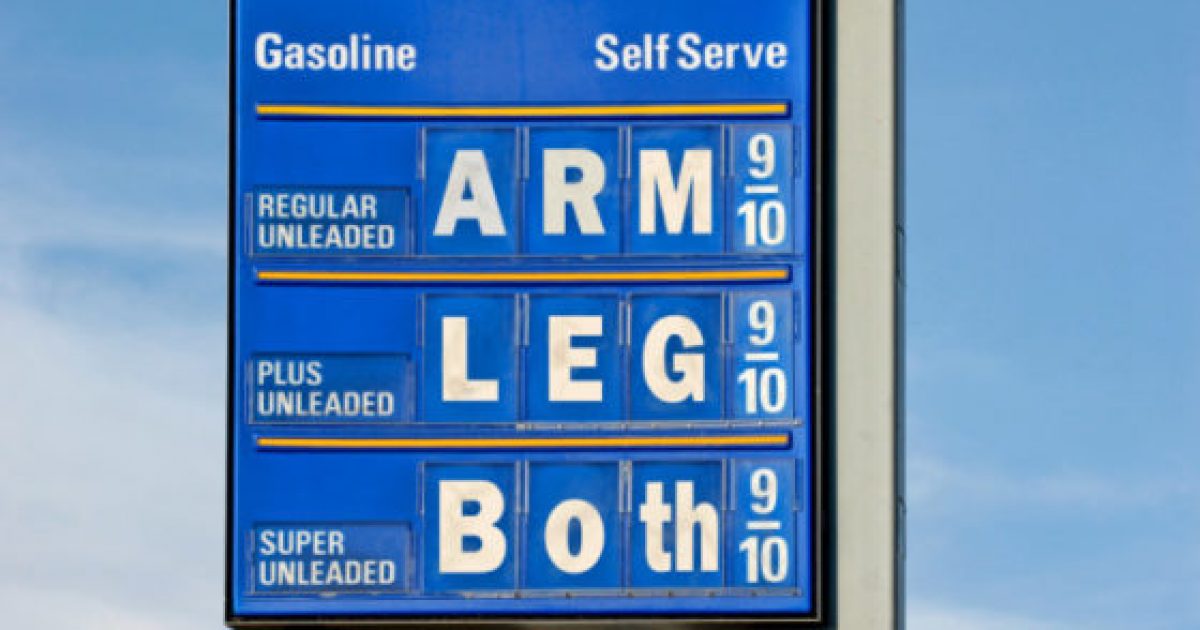 Gasoline Self Serve
REGULAR
UNLEADED
ARM 9/10
PLUS
UNLEADED
LEG 9/10
SUPER
UNLEADED
Both 9/10